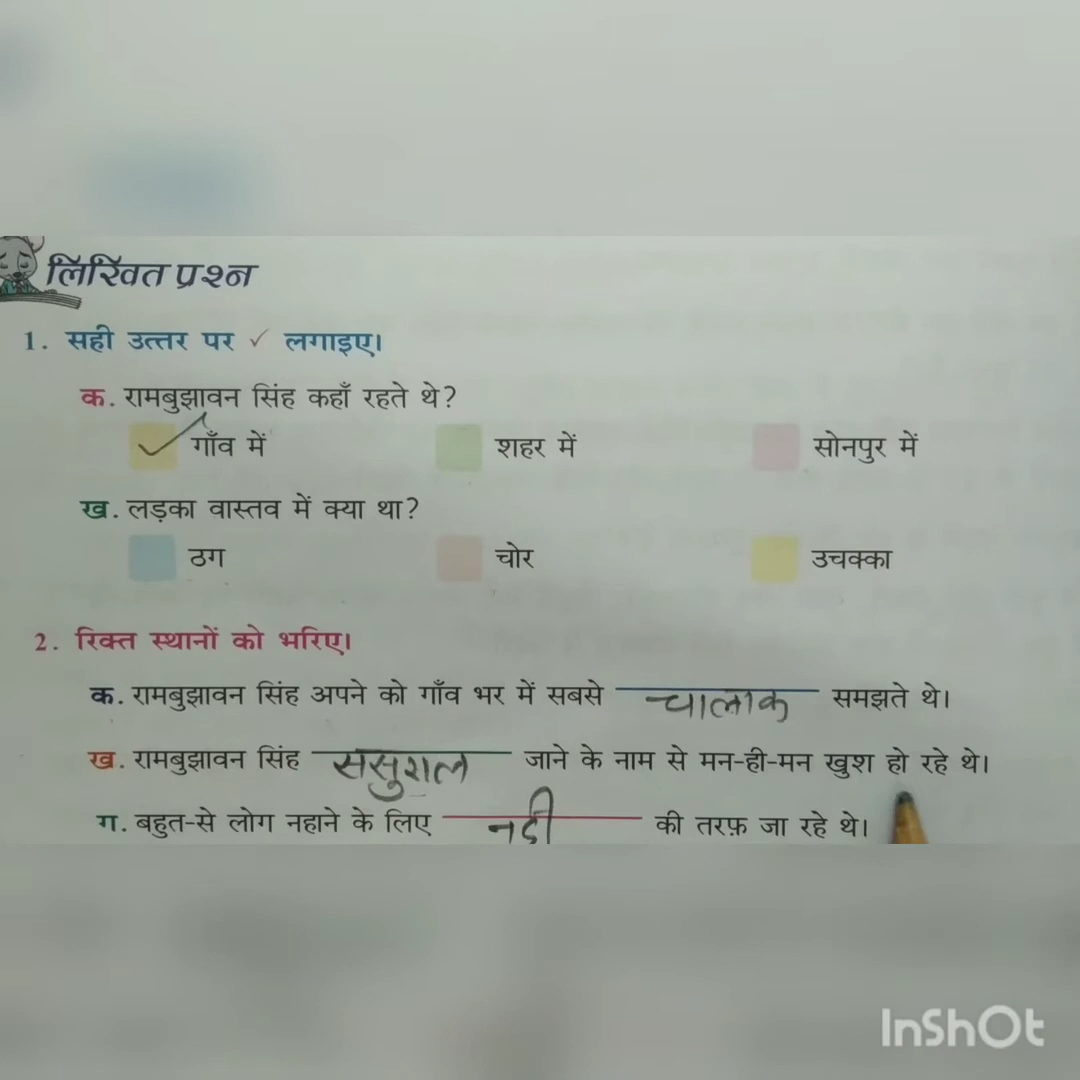 लिखित प्रश्न
1. सही उत्तर पर ✓ लगाइए।
क. रामबुझावन सिंह कहाँ रहते थे?
✓ गाँव में शहर में सोनपुर में
ख. लड़का वास्तव में क्या था?
ठग चोर उचक्का
2. रिक्त स्थानों को भरिए।
क. रामबुझावन सिंह अपने को गाँव भर में सबसे चालाक समझते थे।
ख. रामबुझावन सिंह ससुराल जाने के नाम से मन-ही-मन खुश हो रहे थे।
ग. बहुत-से लोग नहाने के लिए नदी की तरफ़ जा रहे थे।
InShOt